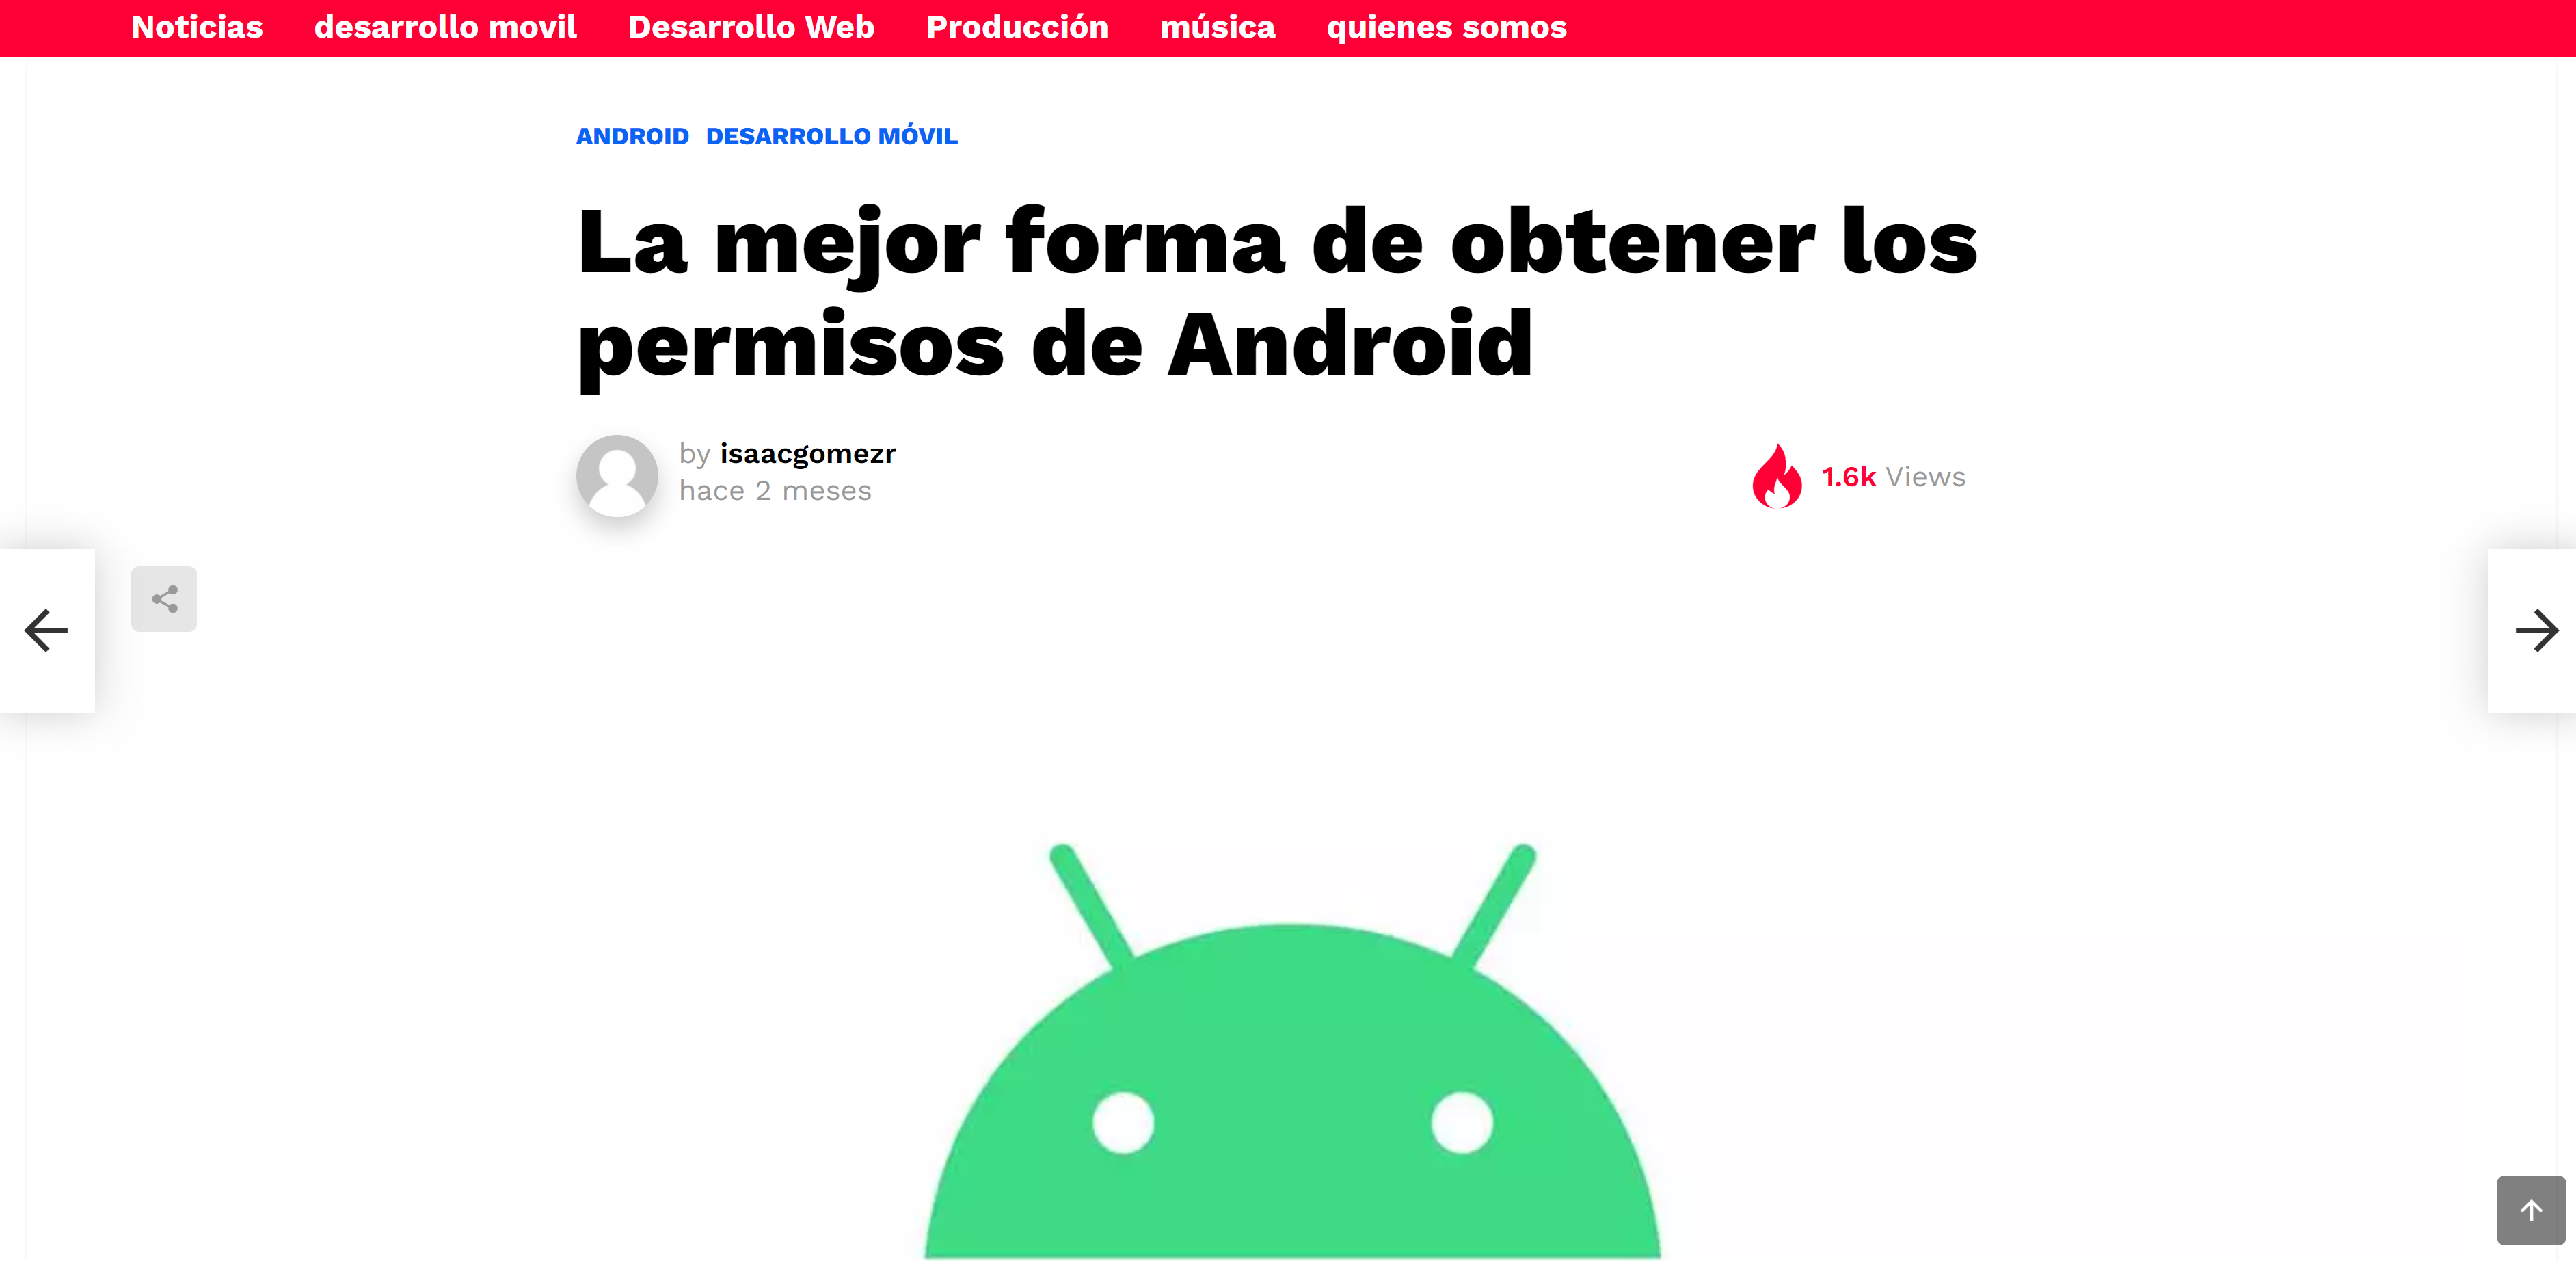 Noticias desarrollo movil Desarrollo Web Producción música quienes somos
ANDROID DESARROLLO MÓVIL
La mejor forma de obtener los
permisos de Android
by isaacgomezr
hace 2 meses
1.6k Views